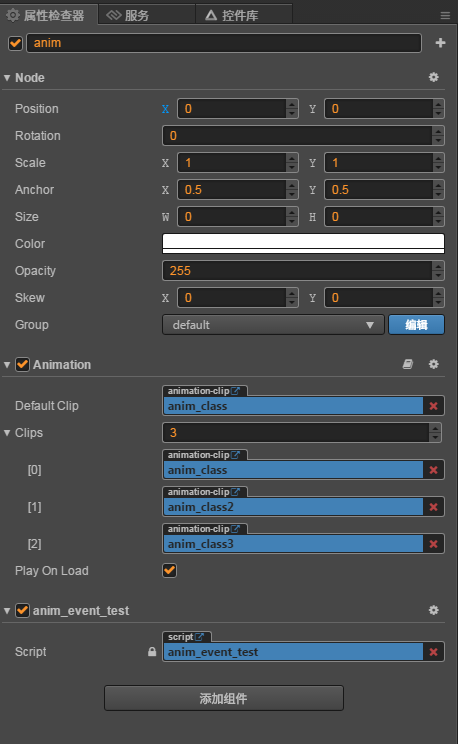 属性检查器 服务 控件库
anim
Node
Position X 0 Y 0
Rotation 0
Scale X 1 Y 1
Anchor X 0.5 Y 0.5
Size W 0 H 0
Color
Opacity 255
Skew X 0 Y 0
Group default 编辑
Animation
animation-clip
Default Clip anim_class
Clips 3
animation-clip
[0] anim_class
animation-clip
[1] anim_class2
animation-clip
[2] anim_class3
Play On Load
anim_event_test
script
Script anim_event_test
添加组件